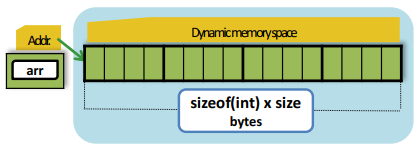 Dynamic memory space
Addr.
arr
sizeof(int) x size
bytes